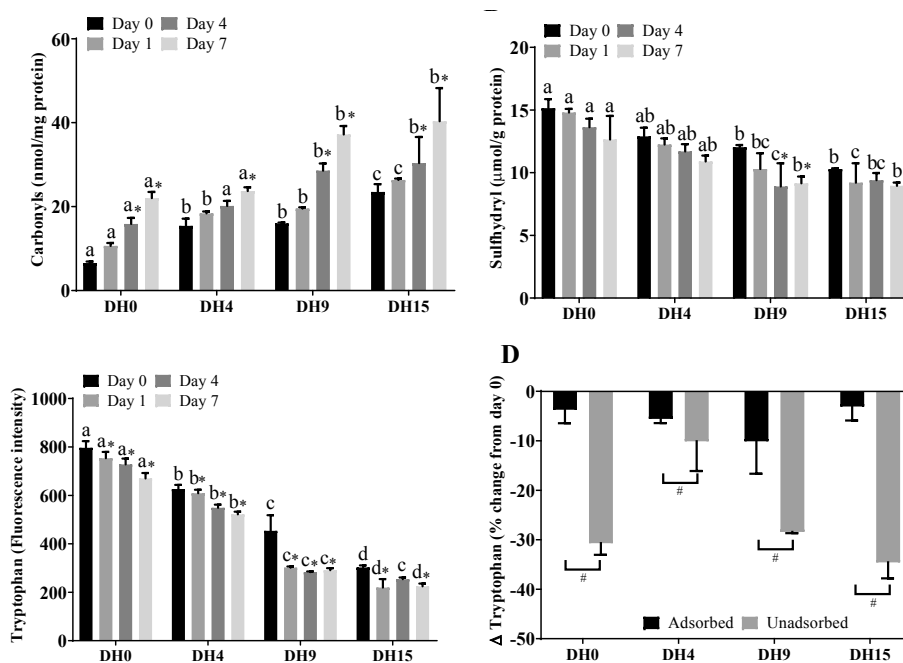 Day 0 Day 4
Day 1 Day 7
Carbonyls (nmol/mg protein)
60
40
20
0
a a a* a*
b b a a*
b b b* b*
c c b* b*
DH0 DH4 DH9 DH15
Day 0 Day 4
Day 1 Day 7
Sulfhydryl (μmol/g protein)
20
15
10
5
0
a a a a
ab ab ab ab
b bc c* b*
b c bc b
DH0 DH4 DH9 DH15
Day 0 Day 4
Day 1 Day 7
Tryptophan (Fluorescence intensity)
1000
800
600
400
200
0
a a* a* a*
b b* b* b*
c c* c* c*
d d* c d*
DH0 DH4 DH9 DH15
D
Δ Tryptophan (% change from day 0)
0
-10
-20
-30
-40
-50
# # # #
Adsorbed Unadsorbed
DH0 DH4 DH9 DH15